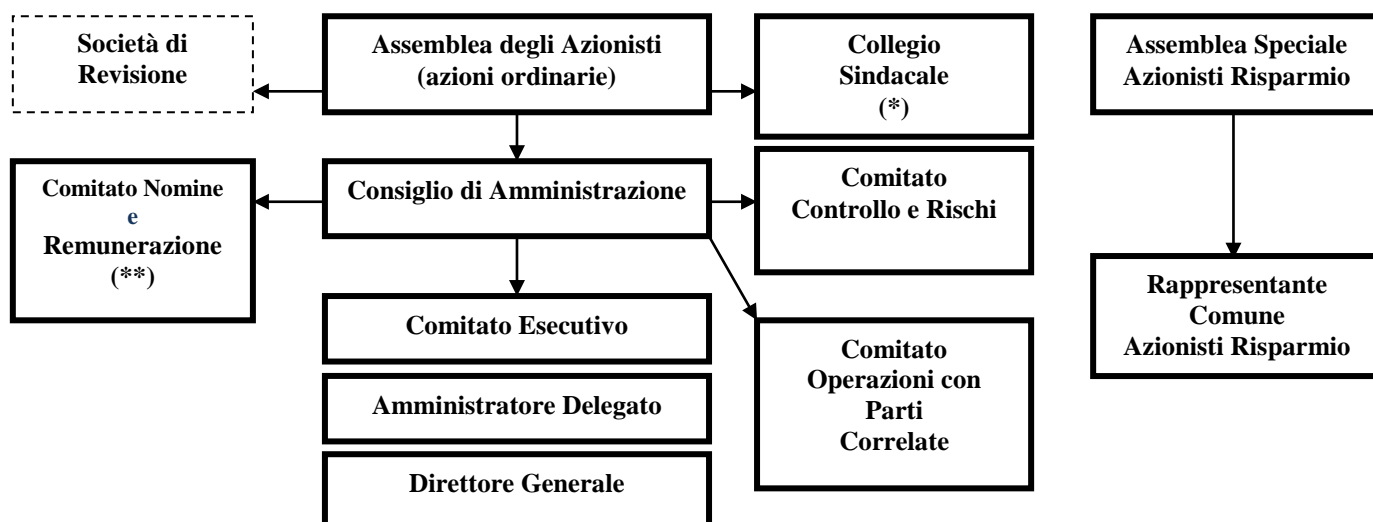 Società di
Revisione
Assemblea degli Azionisti
(azioni ordinarie)
Collegio
Sindacale
(*)
Assemblea Speciale
Azionisti Risparmio
Comitato Nomine
e
Remunerazione
(**)
Consiglio di Amministrazione
Comitato
Controllo e Rischi
Comitato Esecutivo
Amministratore Delegato
Direttore Generale
Comitato
Operazioni con
Parti
Correlate
Rappresentante
Comune
Azionisti Risparmio